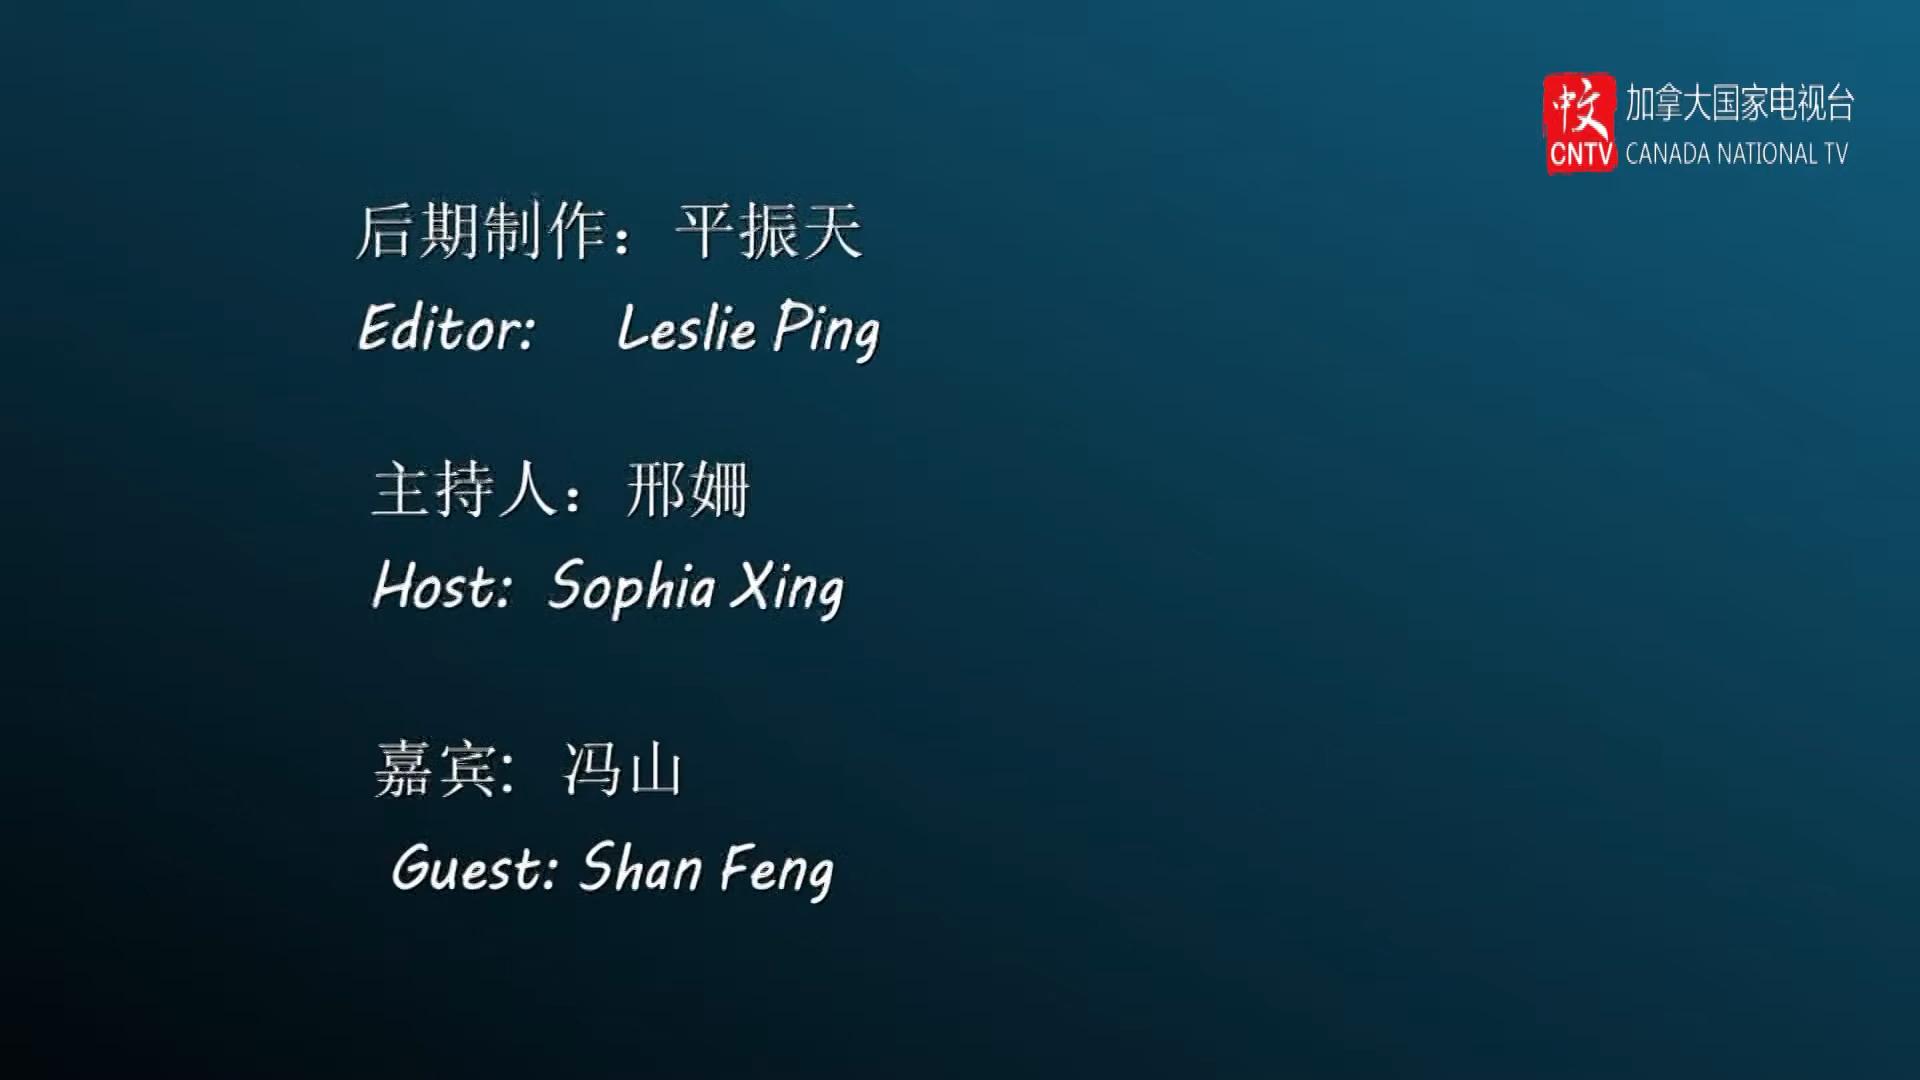 加拿大国家电视台
CNTV CANADA NATIONAL TV
后期制作：平振天
Editor: Leslie Ping
主持人：邢姗
Host: Sophia Xing
嘉宾：冯山
Guest: Shan Feng